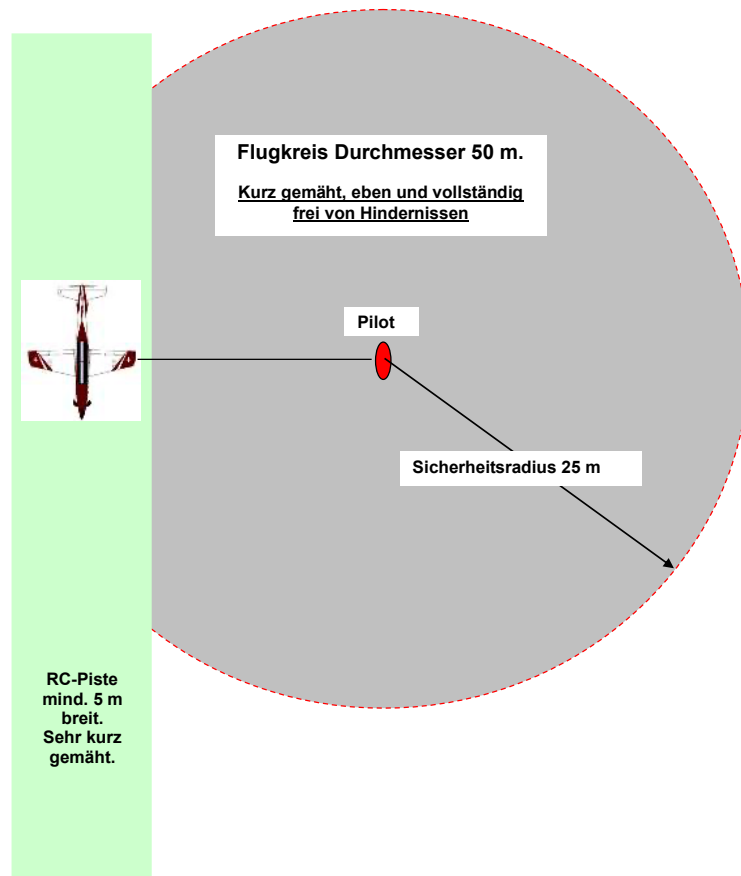 Flugkreis Durchmesser 50 m.
Kurz gemäht, eben und vollständig
frei von Hindernissen
Pilot
Sicherheitsradius 25 m
RC-Piste
mind. 5 m
breit.
Sehr kurz
gemäht.